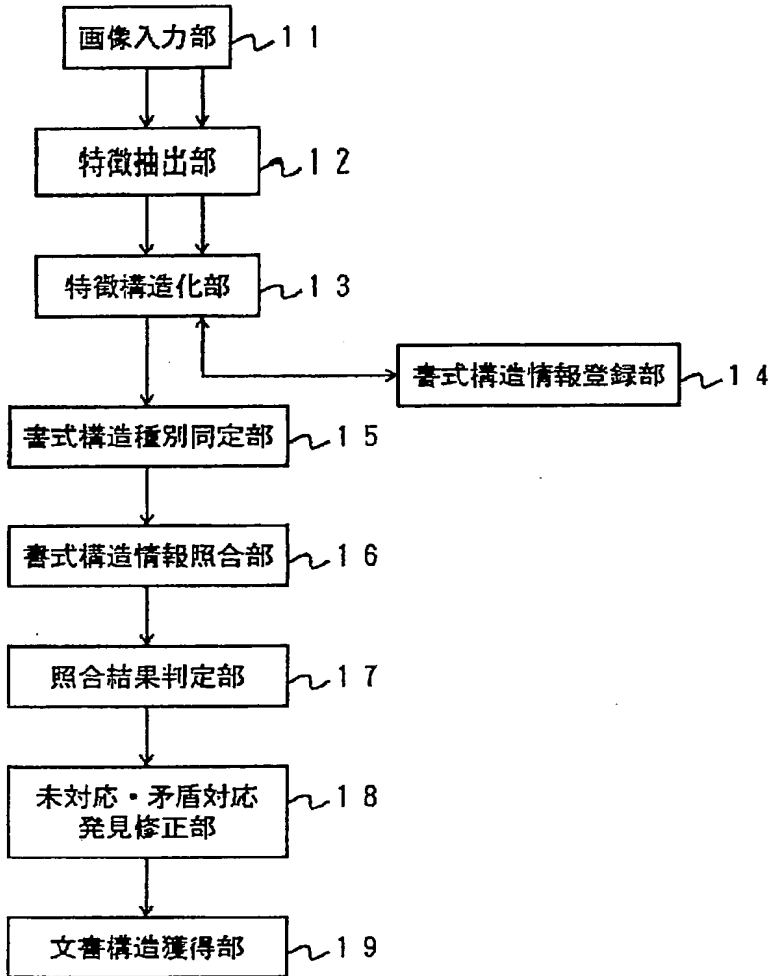 画像入力部 11
特徴抽出部 12
特徴構造化部 13
書式構造情報登録部 14
書式構造種別同定部 15
書式構造情報照合部 16
照合結果判定部 17
未対応・矛盾対応 18
発見修正部
文書構造獲得部 19